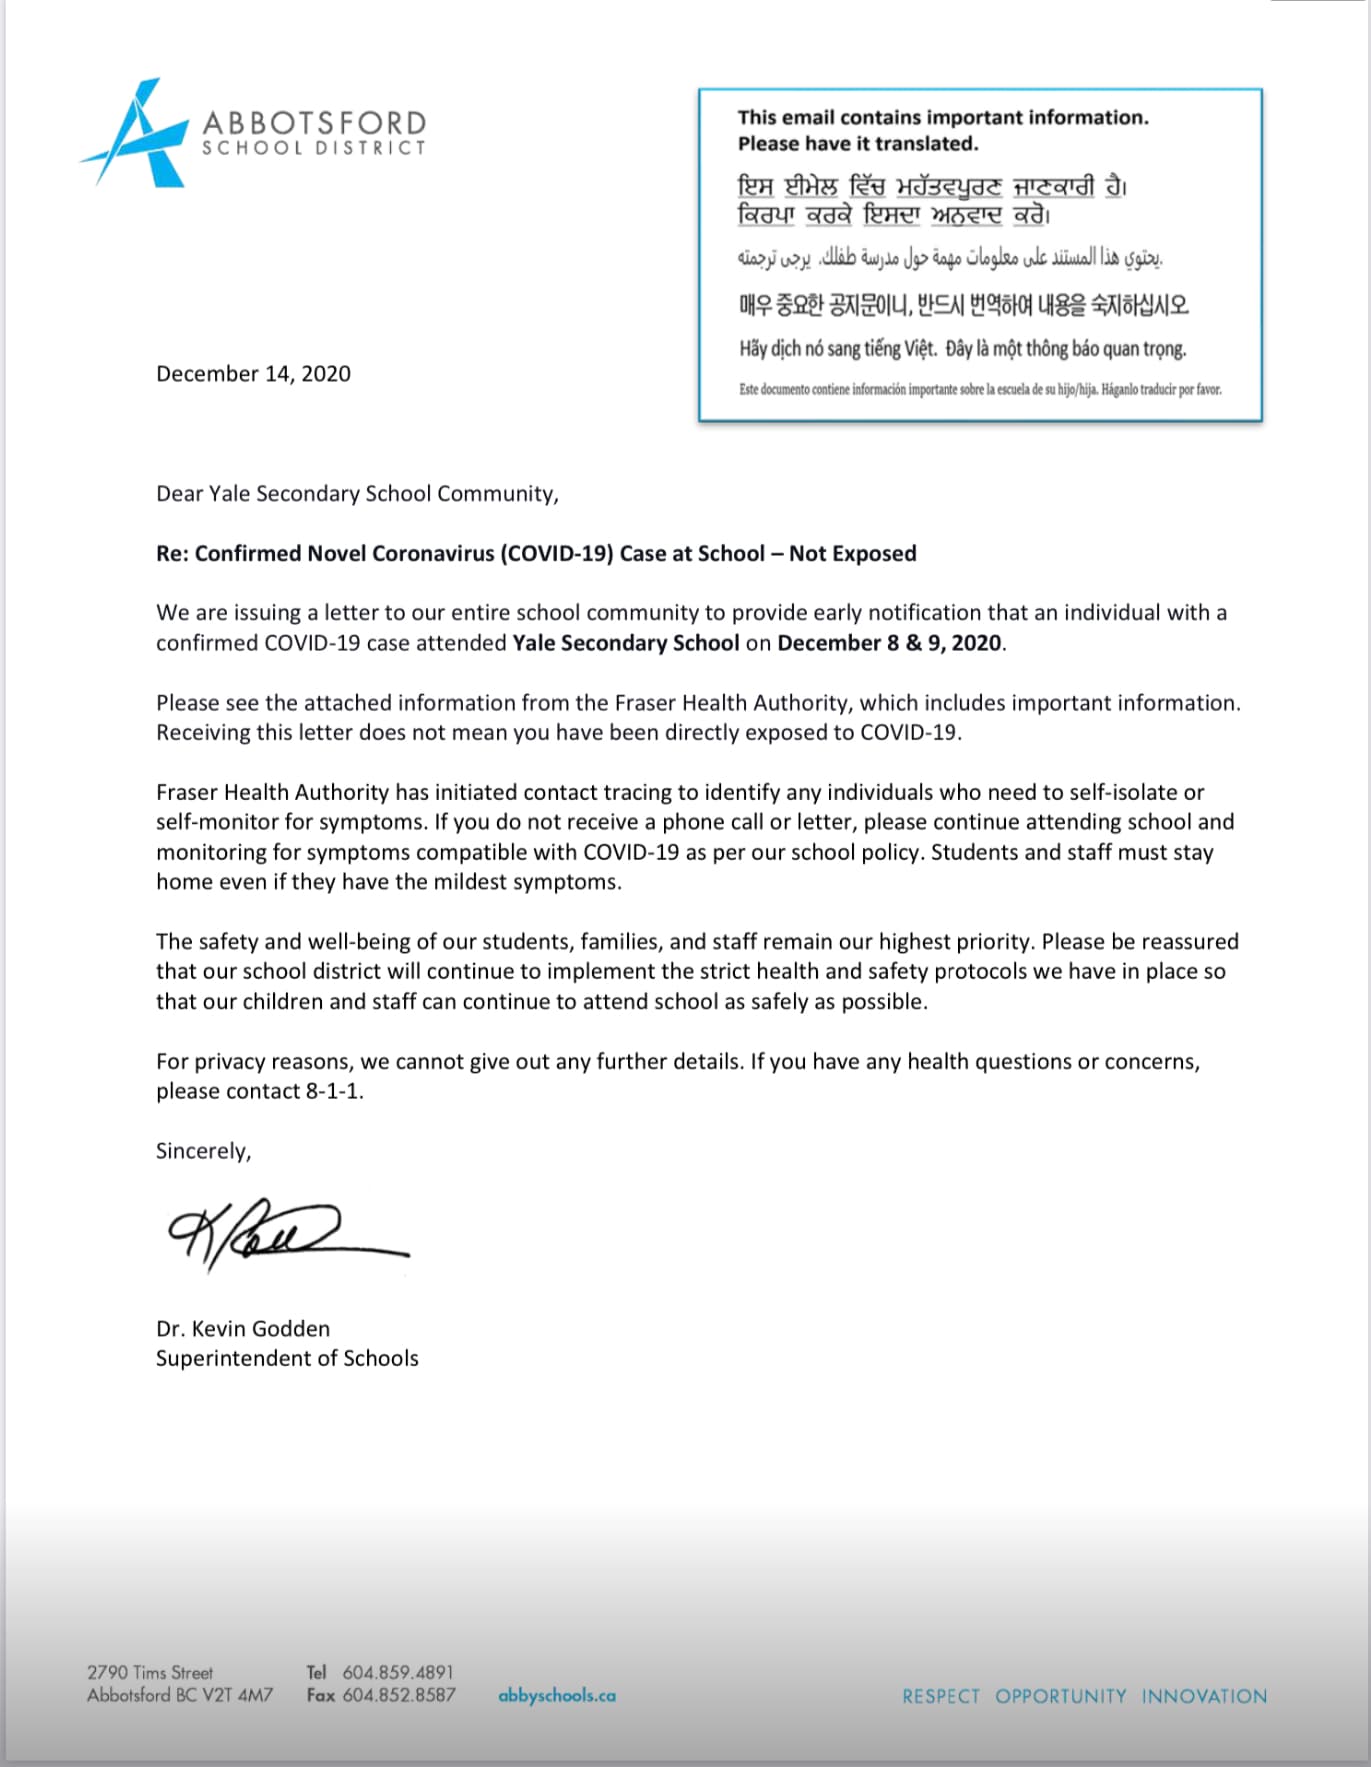 ABBOTSFORD
SCHOOL DISTRICT
This email contains important information.
Please have it translated.
ਇਸ ਈਮੇਲ ਵਿੱਚ ਮਹੱਤਵਪੂਰਣ ਜਾਣਕਾਰੀ ਹੈ।
ਕਿਰਪਾ ਕਰਕੇ ਇਸਦਾ ਅਨੁਵਾਦ ਕਰੋ।
يحتوي هذا المستند على معلومات مهمة حول مدرسة طفلك. يرجى ترجمته.
매우 중요한 공지문이니, 반드시 번역하여 내용을 숙지하십시오
Hãy dịch nó sang tiếng Việt. Đây là một thông báo quan trọng.
Este documento contiene información importante sobre la escuela de su hijo/hija. Háganlo traducir por favor.
December 14, 2020
Dear Yale Secondary School Community,
Re: Confirmed Novel Coronavirus (COVID-19) Case at School – Not Exposed
We are issuing a letter to our entire school community to provide early notification that an individual with a
confirmed COVID-19 case attended Yale Secondary School on December 8 & 9, 2020.
Please see the attached information from the Fraser Health Authority, which includes important information.
Receiving this letter does not mean you have been directly exposed to COVID-19.
Fraser Health Authority has initiated contact tracing to identify any individuals who need to self-isolate or
self-monitor for symptoms. If you do not receive a phone call or letter, please continue attending school and
monitoring for symptoms compatible with COVID-19 as per our school policy. Students and staff must stay
home even if they have the mildest symptoms.
The safety and well-being of our students, families, and staff remain our highest priority. Please be reassured
that our school district will continue to implement the strict health and safety protocols we have in place so
that our children and staff can continue to attend school as safely as possible.
For privacy reasons, we cannot give out any further details. If you have any health questions or concerns,
please contact 8-1-1.
Sincerely,
Dr. Kevin Godden
Superintendent of Schools
2790 Tims Street
Abbotsford BC V2T 4M7
Tel 604.859.4891
Fax 604.852.8587
abbyschools.ca
RESPECT OPPORTUNITY INNOVATION